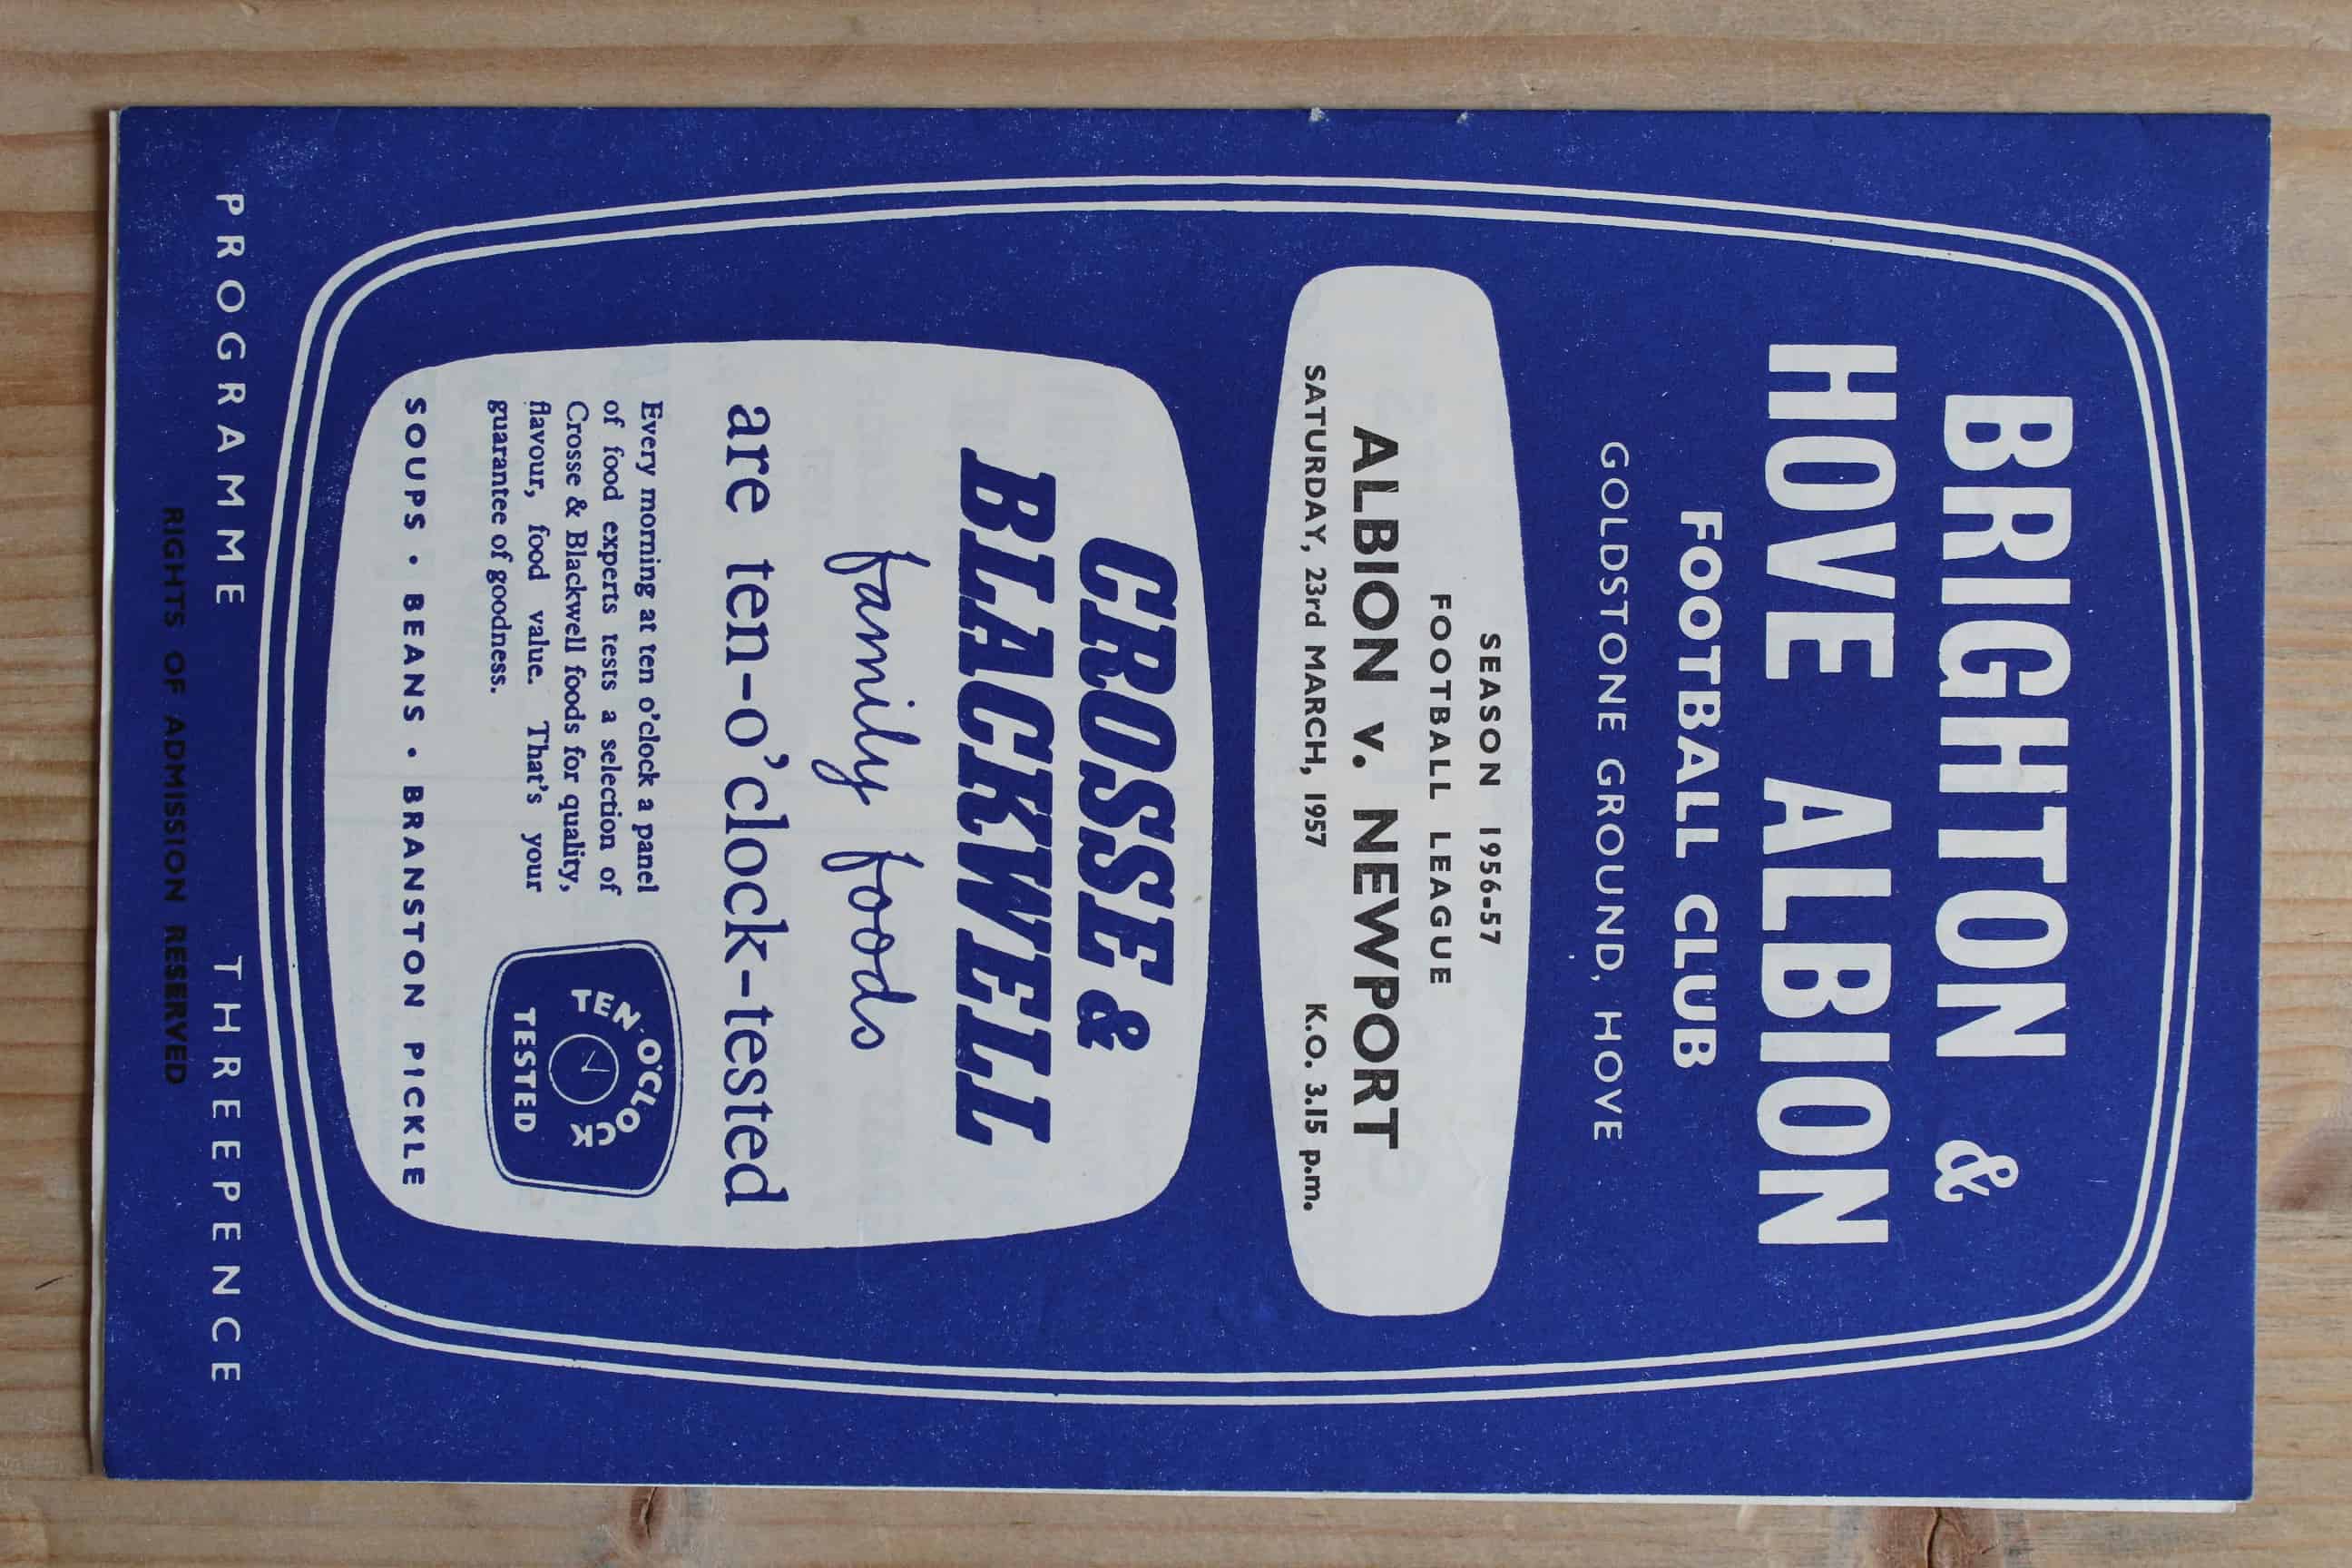 BRIGHTON &
HOVE ALBION
FOOTBALL CLUB
GOLDSTONE GROUND, HOVE
SEASON 1956-57
FOOTBALL LEAGUE
ALBION v. NEWPORT
SATURDAY, 23rd MARCH, 1957 K.O. 3.15 p.m.
CROSSE &
BLACKWELL
family foods
are ten-o'clock-tested
Every morning at ten o'clock a panel
of food experts tests a selection of
Crosse & Blackwell foods for quality,
flavour, food value. That's your
guarantee of goodness.
TEN-O'CLOCK
TESTED
SOUPS · BEANS · BRANSTON PICKLE
PROGRAMME THREEPENCE
RIGHTS OF ADMISSION RESERVED